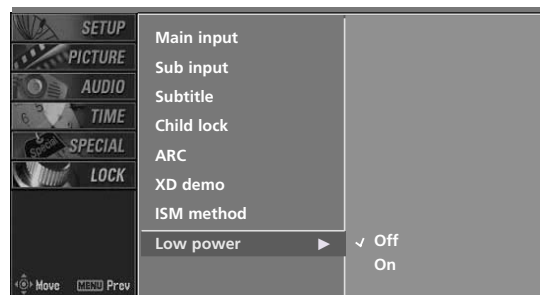 SETUP
PICTURE
AUDIO
TIME
SPECIAL
LOCK
Move MENU Prev
Main input
Sub input
Subtitle
Child lock
ARC
XD demo
ISM method
Low power ▶
✓ Off
On